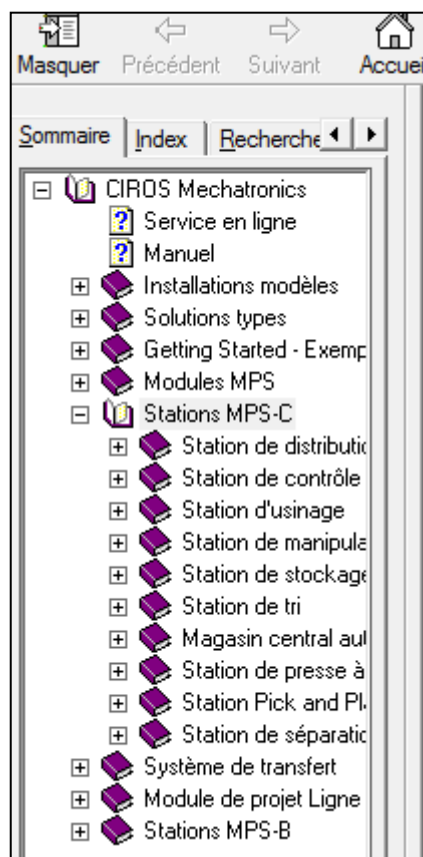 Masquer Précédent Suivant Accuei
Sommaire Index Recherche
CIROS Mechatronics
Service en ligne
Manuel
Installations modèles
Solutions types
Getting Started - Exemp
Modules MPS
Stations MPS-C
Station de distributic
Station de contrôle
Station d'usinage
Station de manipula
Station de stockage
Station de tri
Magasin central aut
Station de presse à
Station Pick and Pl
Station de séparatic
Système de transfert
Module de projet Ligne
Stations MPS-B